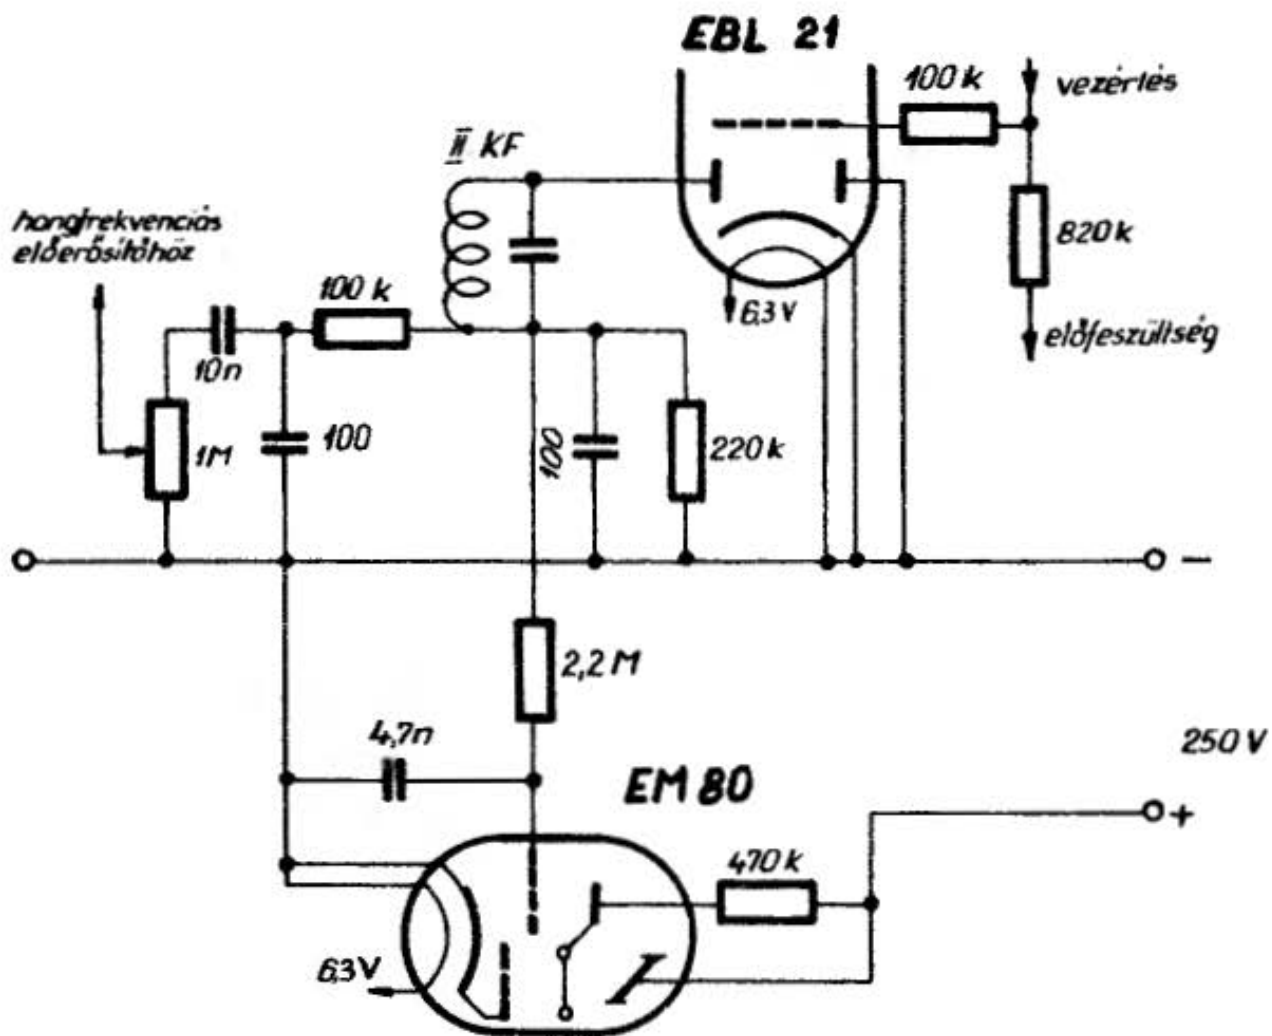 EBL 21
100 k
vezérlés
II KF
hangfrekvenciás
előerősítőhöz
820 k
100 k
6,3 V
előfeszültség
10n
1M
100
100
220 k
—
2,2 M
4,7n
250 V
EM 80
+
470 k
6,3 V